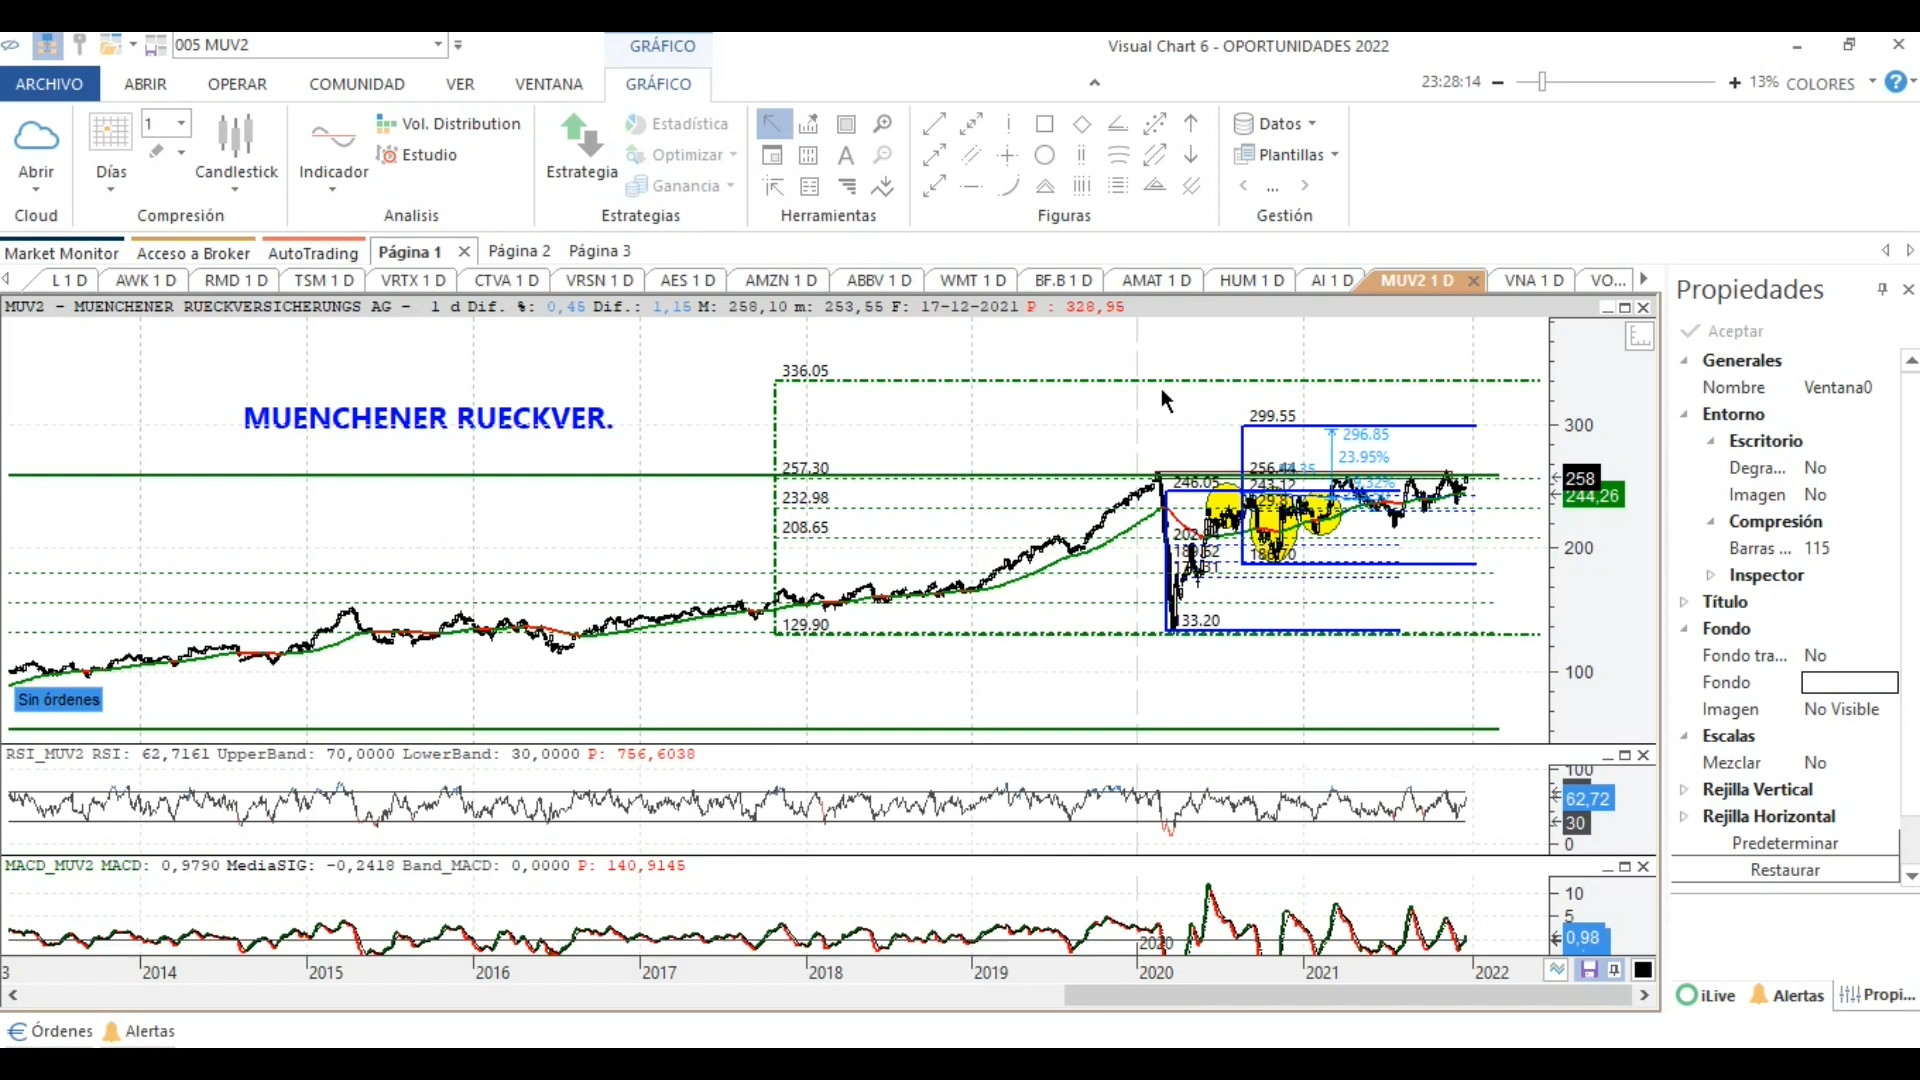 005 MUV2
GRÁFICO
Visual Chart 6 - OPORTUNIDADES 2022
ARCHIVO ABRIR OPERAR COMUNIDAD VER VENTANA GRÁFICO 23:28:14 13% COLORES
1
Vol. Distribution
Estadística
Datos
Estudio
Optimizar
Plantillas
Abrir Días Candlestick Indicador Estrategia
Ganancia
Cloud Compresión Analisis Estrategias Herramientas Figuras Gestión
Market Monitor Acceso a Broker AutoTrading Página 1 Página 2 Página 3
L 1 D AWK 1 D RMD 1 D TSM 1 D VRTX 1 D CTVA 1 D VRSN 1 D AES 1 D AMZN 1 D ABBV 1 D WMT 1 D BF.B 1 D AMAT 1 D HUM 1 D AI 1 D MUV2 1 D VNA 1 D VO...
MUV2 - MUENCHENER RUECKVERSICHERUNGS AG - 1 d Dif. %: 0,45 Dif.: 1,15 M: 258,10 m: 253,55 F: 17-12-2021 P : 328,95
336.05
MUENCHENER RUECKVER.
299.55
296.85
23.95%
300
257.30
246.05
243.12
258
244,26
232.98
208.65
200
129.90
133.20
100
Sin órdenes
RSI_MUV2 RSI: 62,7161 UpperBand: 70,0000 LowerBand: 30,0000 P: 756,6038
100
62,72
30
0
MACD_MUV2 MACD: 0,9790 MediaSIG: -0,2418 Band_MACD: 0,0000 P: 140,9145
10
5
0,98
2020
3 2014 2015 2016 2017 2018 2019 2020 2021 2022
Órdenes Alertas
Propiedades
Aceptar
Generales
Nombre Ventana0
Entorno
Escritorio
Degra... No
Imagen No
Compresión
Barras ... 115
Inspector
Título
Fondo
Fondo tra... No
Fondo
Imagen No Visible
Escalas
Mezclar No
Rejilla Vertical
Rejilla Horizontal
Predeterminar
Restaurar
iLive Alertas Propi...